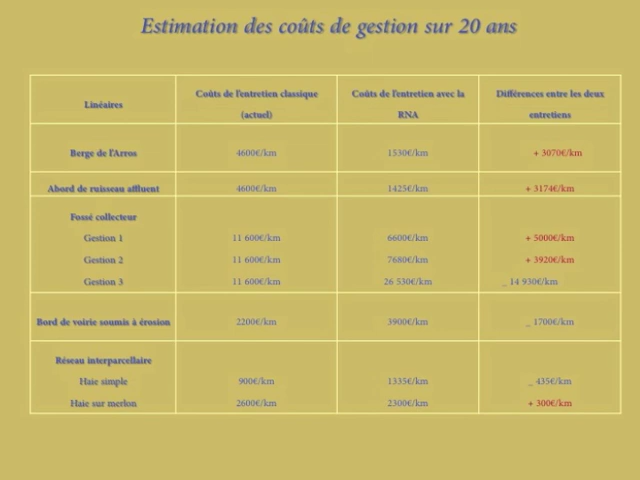 Estimation des coûts de gestion sur 20 ans
Linéaires
Coûts de l'entretien classique
(actuel)
Coûts de l'entretien avec la
RNA
Différences entre les deux
entretiens
Berge de l'Arros 4600€/km 1530€/km + 3070€/km
Abord de ruisseau affluent 4600€/km 1425€/km + 3174€/km
Fossé collecteur
Gestion 1 11 600€/km 6600€/km + 5000€/km
Gestion 2 11 600€/km 7680€/km + 3920€/km
Gestion 3 11 600€/km 26 530€/km _ 14 930€/km
Bord de voirie soumis à érosion 2200€/km 3900€/km _ 1700€/km
Réseau interparcellaire
Haie simple 900€/km 1335€/km _ 435€/km
Haie sur merlon 2600€/km 2300€/km + 300€/km